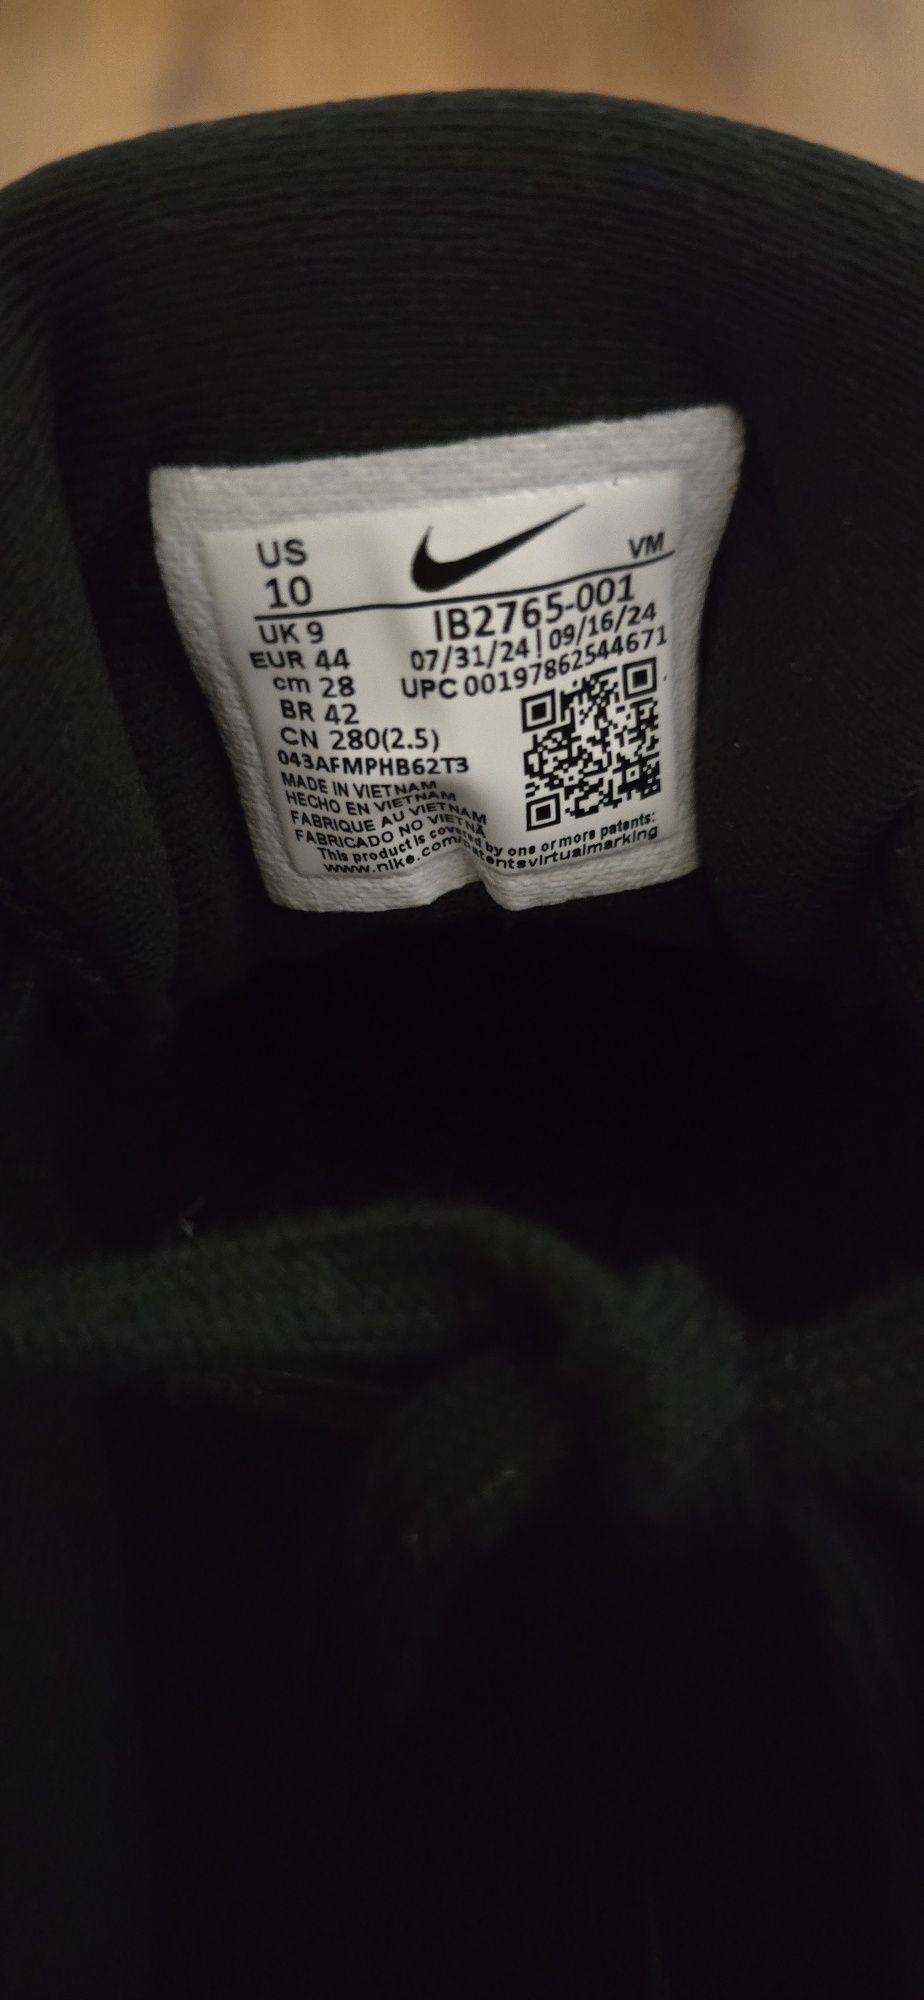 US
10
VM
UK 9
IB2765-001
EUR 44
07/31/24|09/16/24
cm 28
UPC 00197862544671
BR 42
CN 280(2.5)
043AFMPHB62T3
MADE IN VIETNAM
HECHO EN VIETNAM
FABRIQUE AU VIETNAM
FABRICADO NO VIETNÃ
This product is covered by one or more patents:
www.nike.com/patentsvirtualmarking